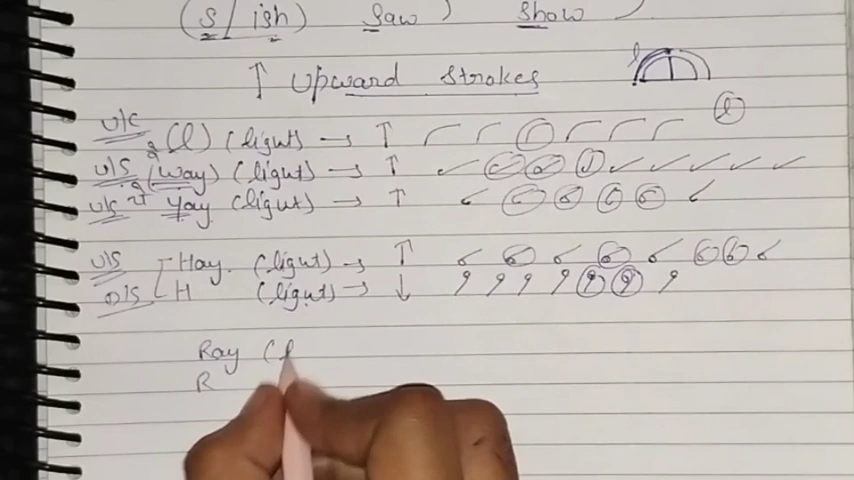 (S / ish) Saw Show
↑ Upward Strokes
U/C (l) (light) → ↑ (l)
U/S (Way) (light) → ↑
U/S Yay (light) → ↑
U/S Hay. (light) → ↑
D/S H (light) → ↓
Ray (l
R